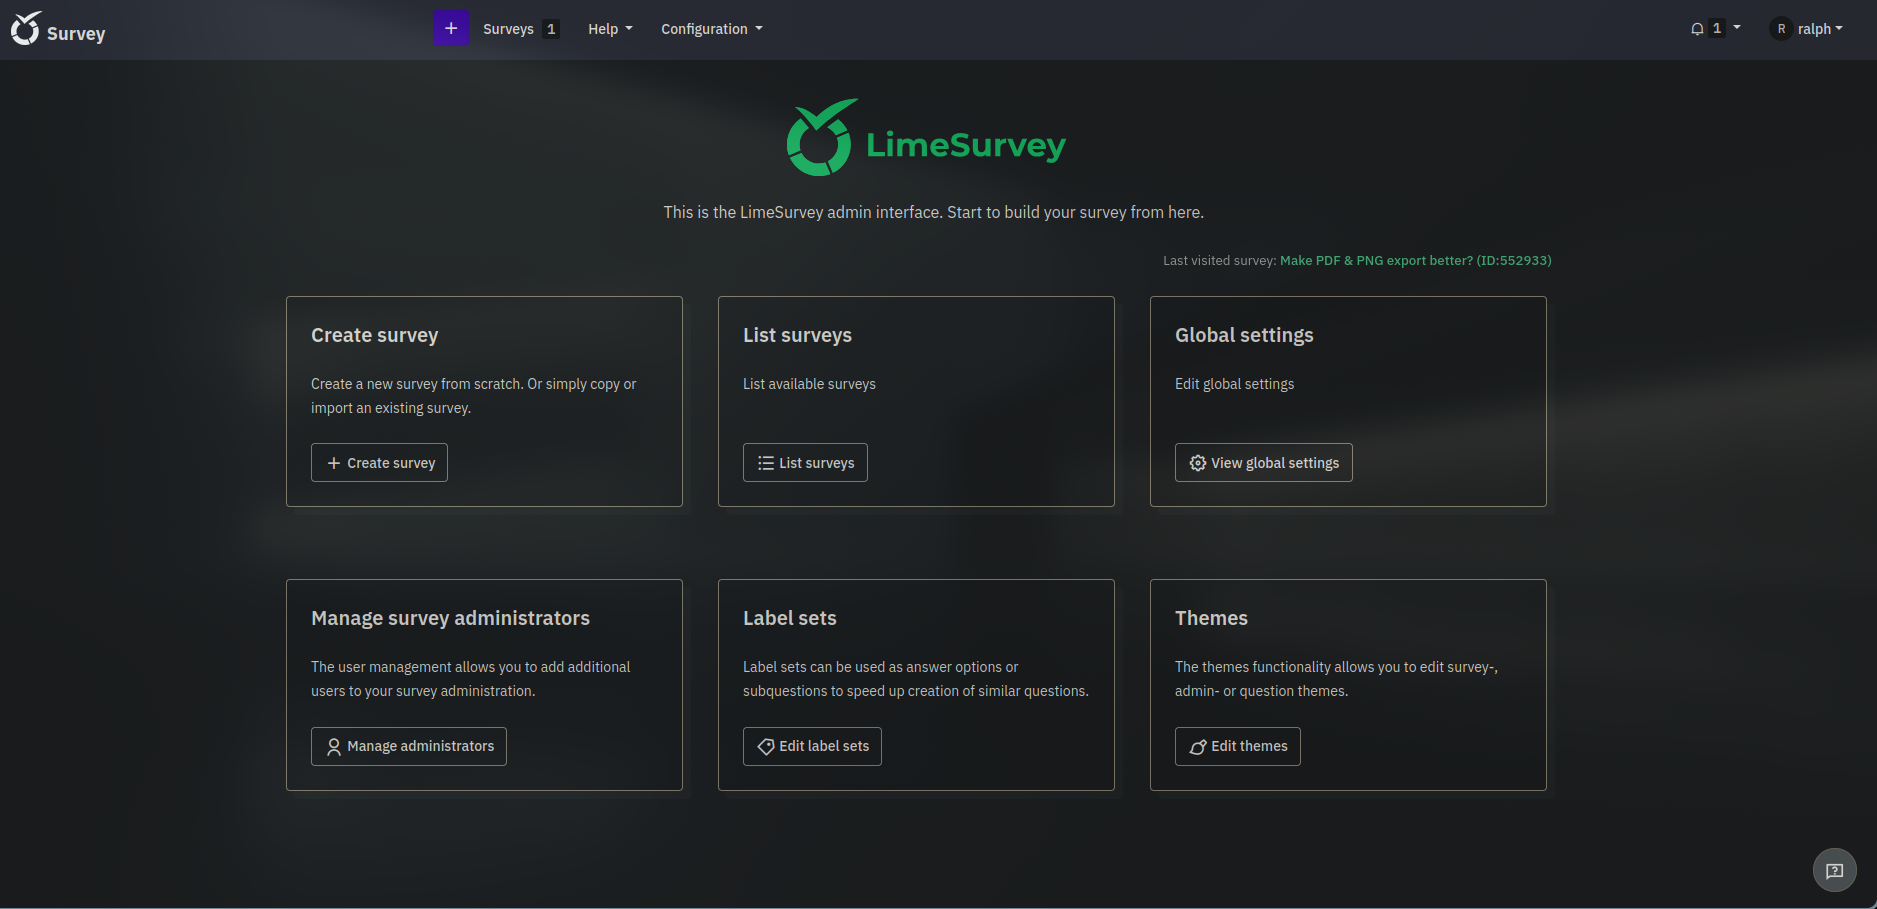 Survey
+ Surveys 1 Help Configuration
1 R ralph
LimeSurvey
This is the LimeSurvey admin interface. Start to build your survey from here.
Last visited survey: Make PDF & PNG export better? (ID:552933)
Create survey
Create a new survey from scratch. Or simply copy or
import an existing survey.
+ Create survey
List surveys
List available surveys
List surveys
Global settings
Edit global settings
View global settings
Manage survey administrators
The user management allows you to add additional
users to your survey administration.
Manage administrators
Label sets
Label sets can be used as answer options or
subquestions to speed up creation of similar questions.
Edit label sets
Themes
The themes functionality allows you to edit survey-,
admin- or question themes.
Edit themes
?